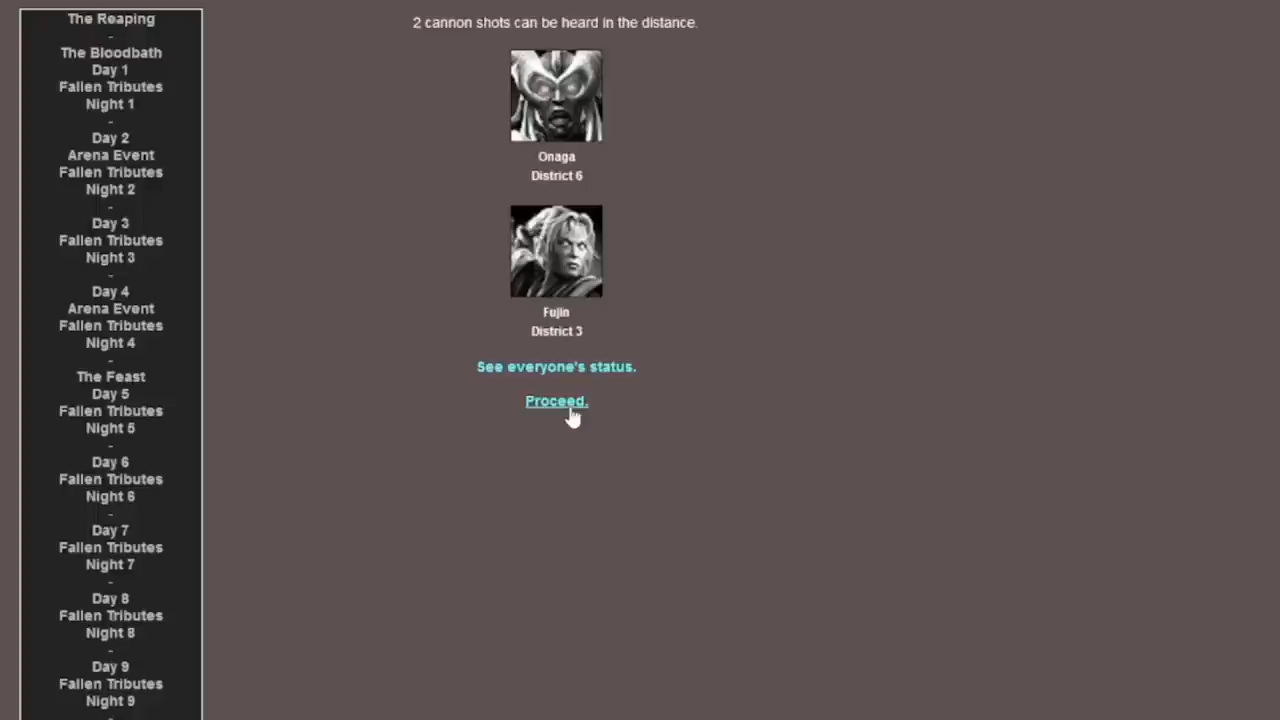 The Reaping
-
The Bloodbath
Day 1
Fallen Tributes
Night 1
-
Day 2
Arena Event
Fallen Tributes
Night 2
-
Day 3
Fallen Tributes
Night 3
-
Day 4
Arena Event
Fallen Tributes
Night 4
-
The Feast
Day 5
Fallen Tributes
Night 5
-
Day 6
Fallen Tributes
Night 6
-
Day 7
Fallen Tributes
Night 7
-
Day 8
Fallen Tributes
Night 8
-
Day 9
Fallen Tributes
Night 9
-
2 cannon shots can be heard in the distance.
Onaga
District 6
Fujin
District 3
See everyone's status.
Proceed.